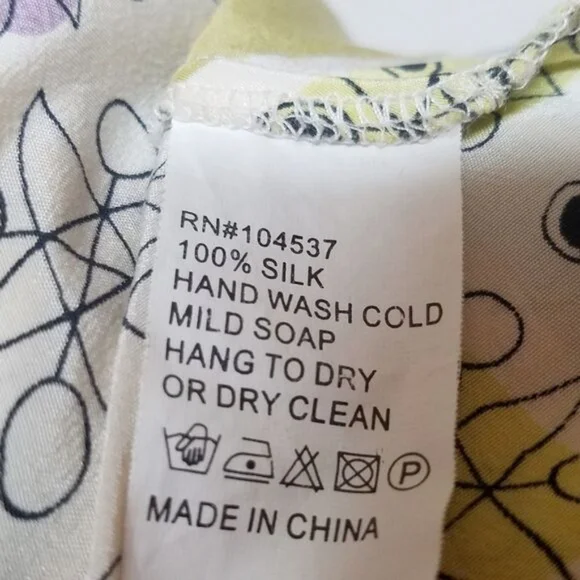 RN#104537
100% SILK
HAND WASH COLD
MILD SOAP
HANG TO DRY
OR DRY CLEAN
P
MADE IN CHINA